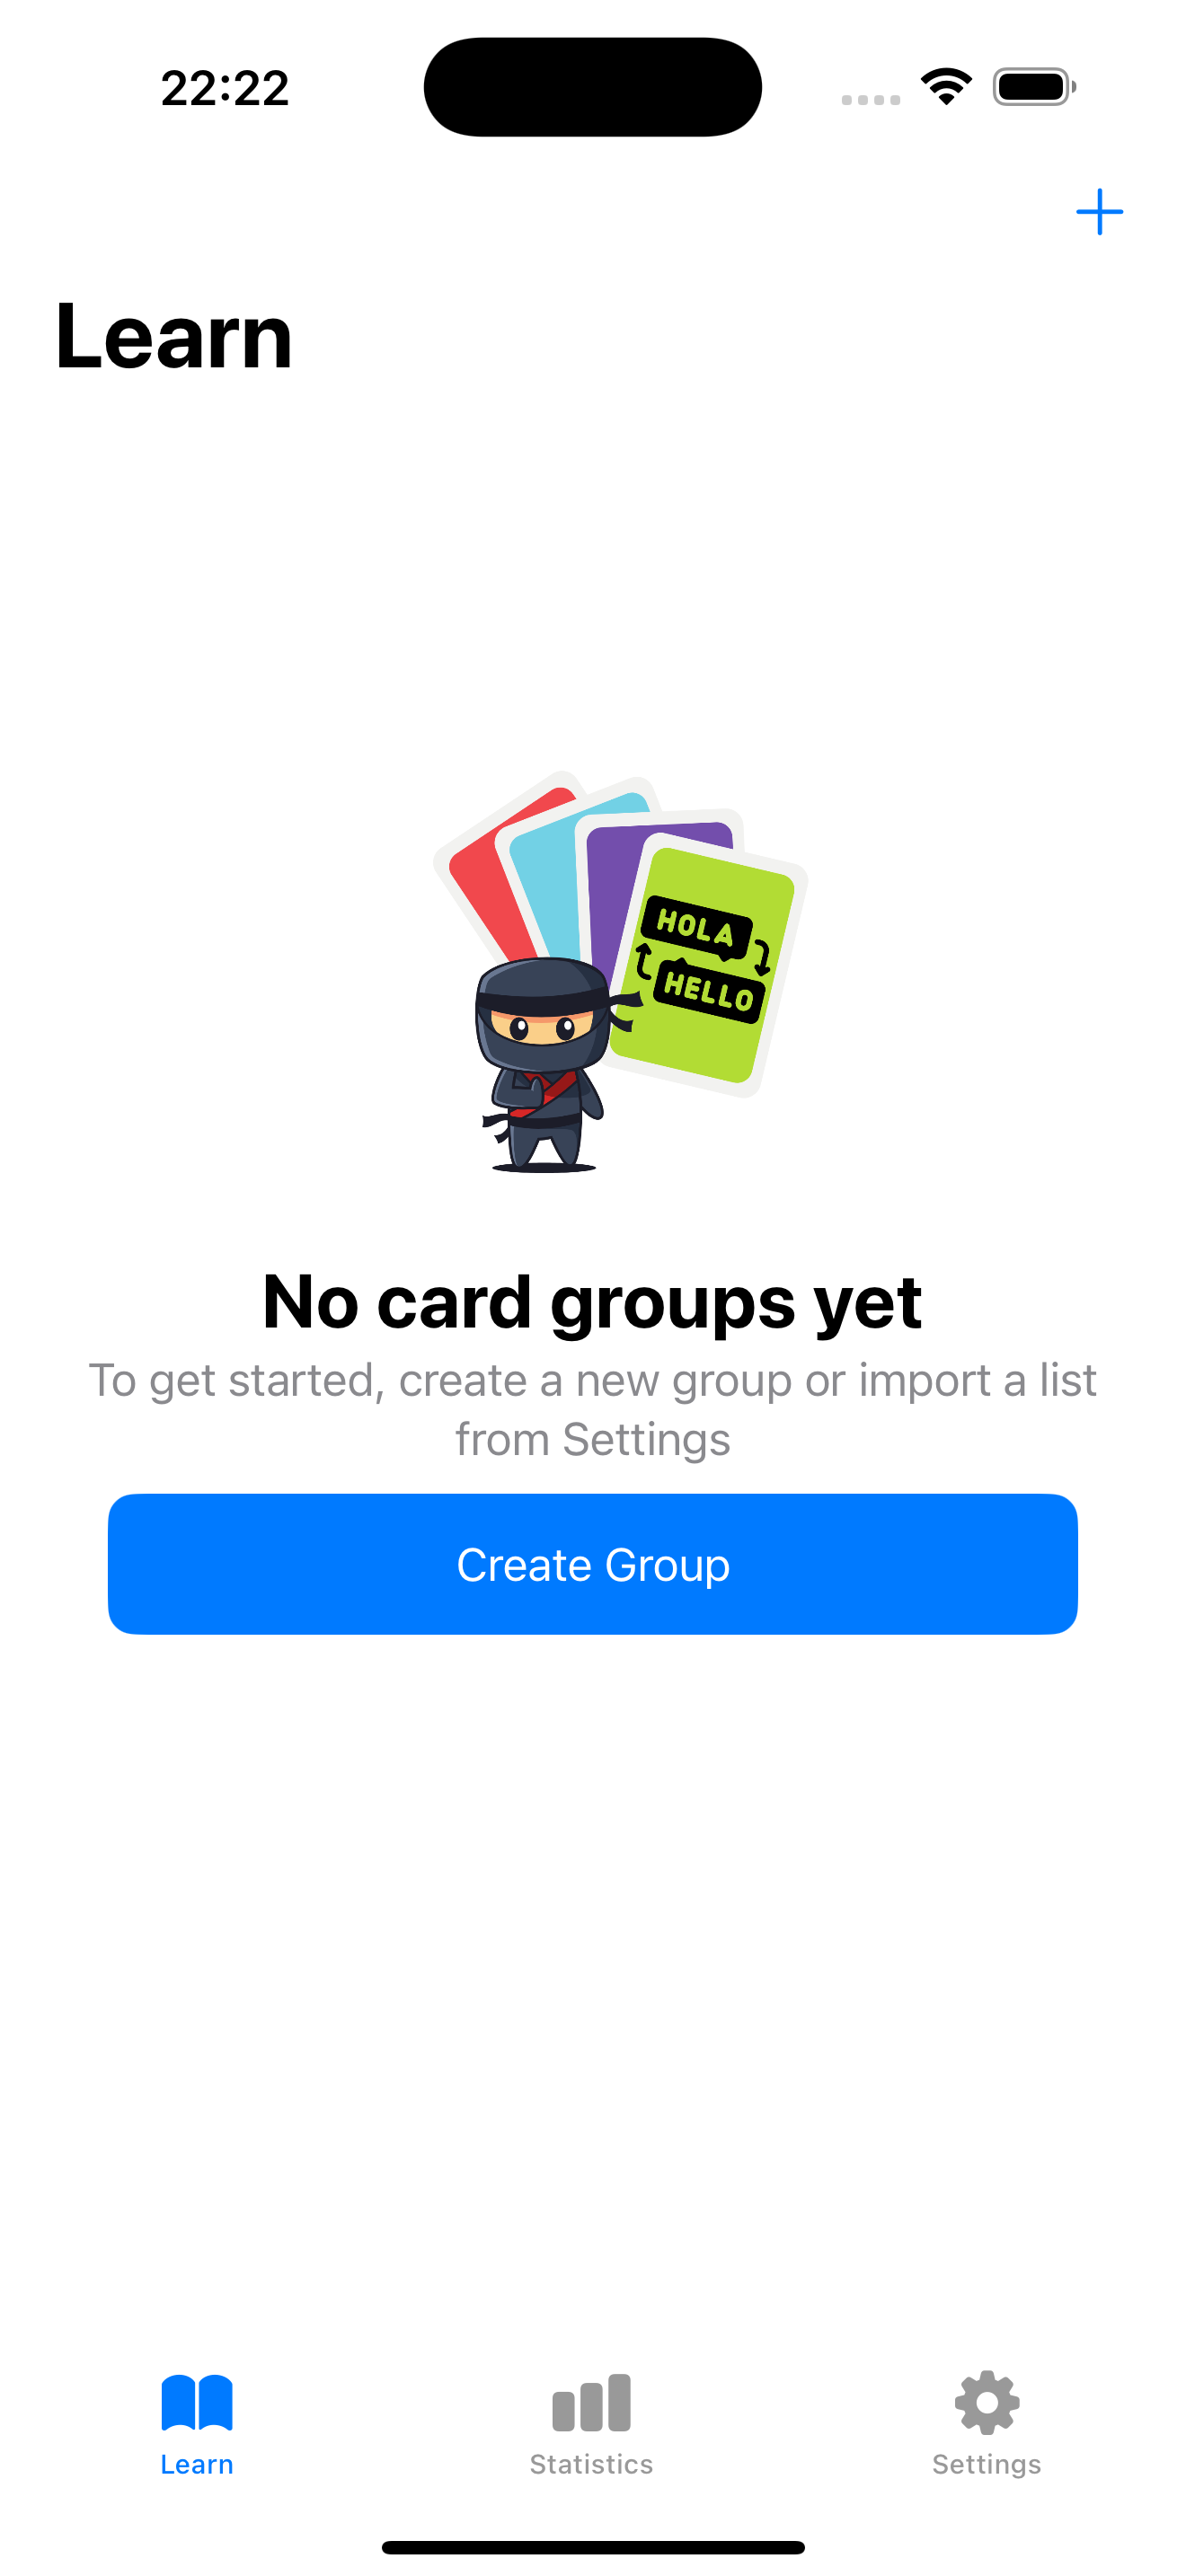 22:22
Learn
HOLA
HELLO
No card groups yet
To get started, create a new group or import a list
from Settings
Create Group
Learn
Statistics
Settings